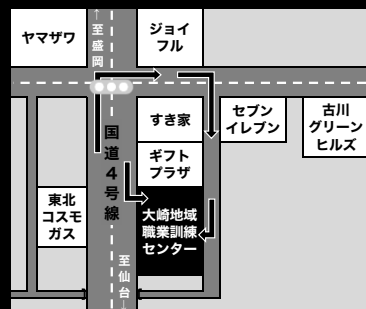 ヤマザワ
←至盛岡
ジョイ
フル
すき家
セブン
イレブン
古川
グリーン
ヒルズ
国道4号線
ギフト
プラザ
東北
コスモ
ガス
大崎地域
職業訓練
センター
至仙台→